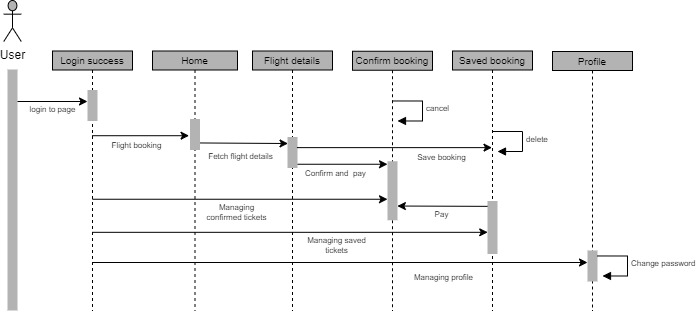 User
Login success
Home
Flight details
Confirm booking
Saved booking
Profile
login to page
cancel
Flight booking
delete
Fetch flight details
Save booking
Confirm and pay
Managing
confirmed tickets
Pay
Managing saved
tickets
Change password
Managing profile